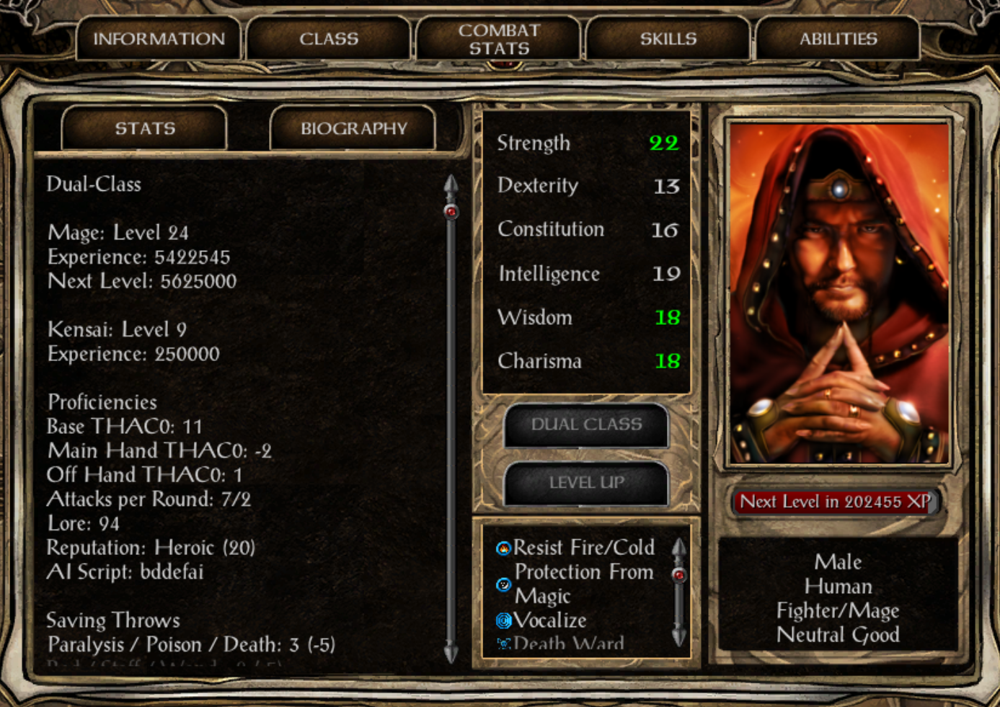 INFORMATION
CLASS
COMBAT
STATS
SKILLS
ABILITIES
STATS
BIOGRAPHY
Dual-Class
Mage: Level 24
Experience: 5422545
Next Level: 5625000
Kensai: Level 9
Experience: 250000
Proficiencies
Base THAC0: 11
Main Hand THAC0: -2
Off Hand THAC0: 1
Attacks per Round: 7/2
Lore: 94
Reputation: Heroic (20)
AI Script: bddefai
Saving Throws
Paralysis / Poison / Death: 3 (-5)
Strength 22
Dexterity 13
Constitution 16
Intelligence 19
Wisdom 18
Charisma 18
DUAL CLASS
LEVEL UP
Resist Fire/Cold
Protection From
Magic
Vocalize
Death Ward
Next Level in 202455 XP
Male
Human
Fighter/Mage
Neutral Good